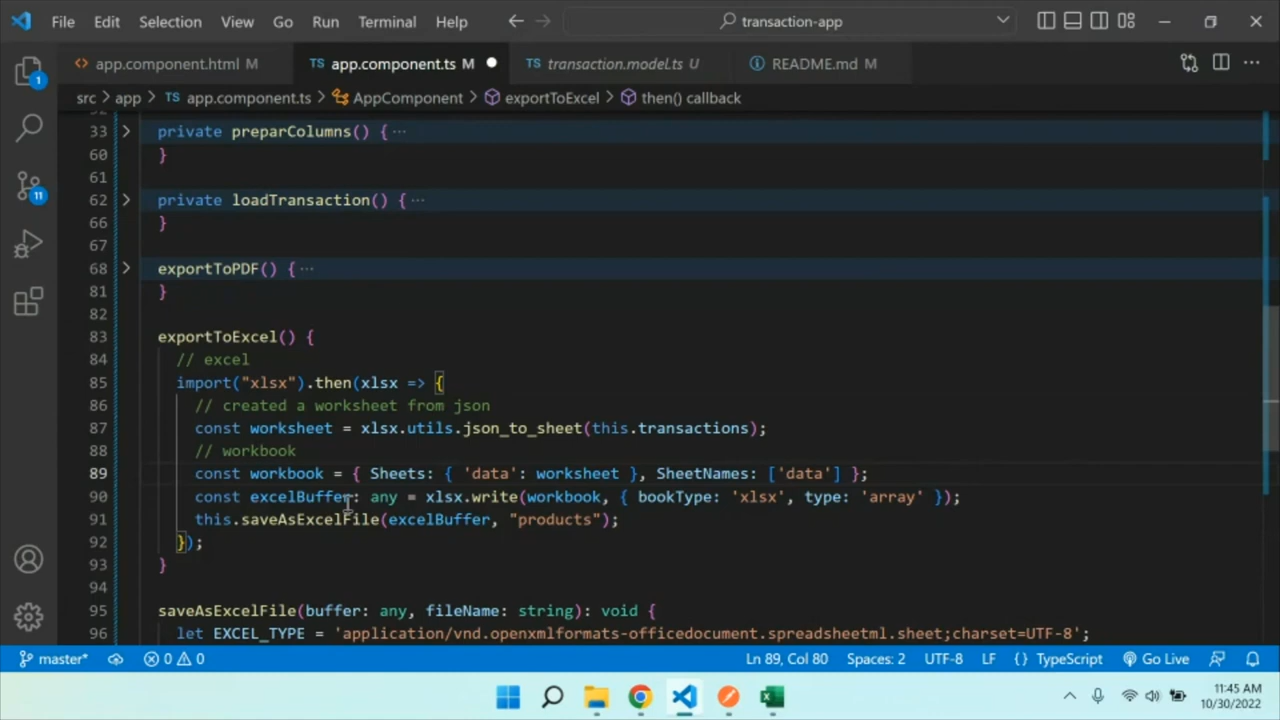 File Edit Selection View Go Run Terminal Help transaction-app
app.component.html M app.component.ts M transaction.model.ts U README.md M
src > app > TS app.component.ts > AppComponent > exportToExcel > then() callback
33 private preparColumns() { ...
60 }
61
62 private loadTransaction() { ...
66 }
67
68 exportToPDF() { ...
81 }
82
83 exportToExcel() {
84 // excel
85 import("xlsx").then(xlsx => {
86 // created a worksheet from json
87 const worksheet = xlsx.utils.json_to_sheet(this.transactions);
88 // workbook
89 const workbook = { Sheets: { 'data': worksheet }, SheetNames: ['data'] };
90 const excelBuffer: any = xlsx.write(workbook, { bookType: 'xlsx', type: 'array' });
91 this.saveAsExcelFile(excelBuffer, "products");
92 });
93 }
94
95 saveAsExcelFile(buffer: any, fileName: string): void {
96 let EXCEL_TYPE = 'application/vnd.openxmlformats-officedocument.spreadsheetml.sheet;charset=UTF-8';
master* 0 0 Ln 89, Col 80 Spaces: 2 UTF-8 LF {} TypeScript Go Live
11:45 AM
10/30/2022